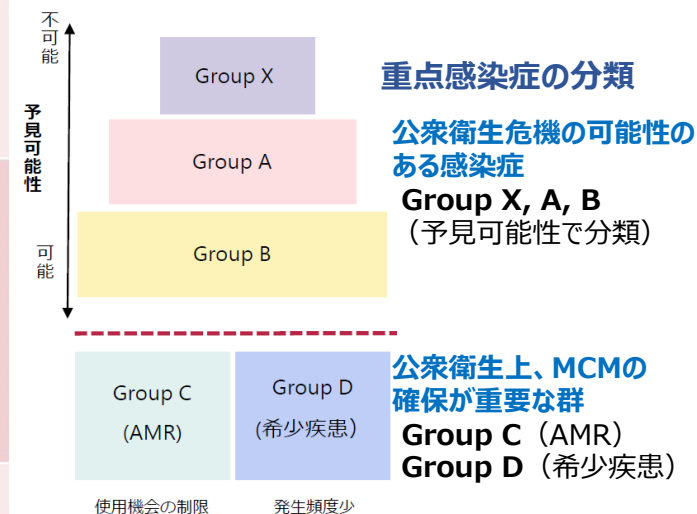 不可能
予見可能性
可能
Group X
Group A
Group B
Group C
(AMR)
Group D
(希少疾患)
使用機会の制限
発生頻度少
重点感染症の分類
公衆衛生危機の可能性の
ある感染症
Group X, A, B
（予見可能性で分類）
公衆衛生上、MCMの
確保が重要な群
Group C（AMR）
Group D（希少疾患）